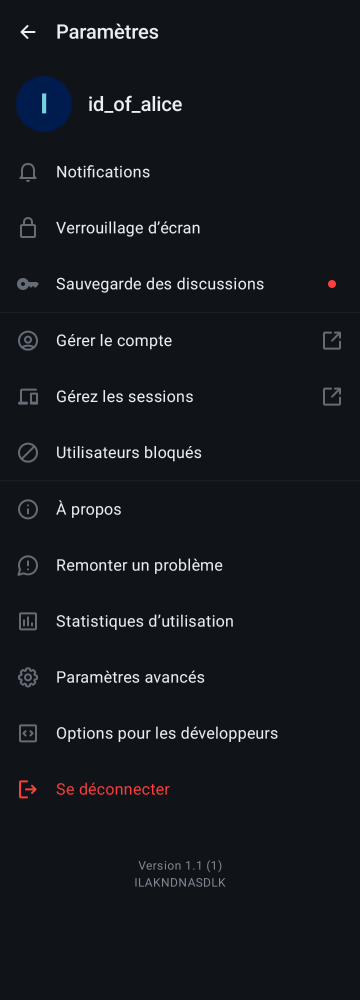 Paramètres
I
id_of_alice
Notifications
Verrouillage d’écran
Sauvegarde des discussions
Gérer le compte
Gérez les sessions
Utilisateurs bloqués
À propos
Remonter un problème
Statistiques d’utilisation
Paramètres avancés
Options pour les développeurs
Se déconnecter
Version 1.1 (1)
ILAKNDNASDLK